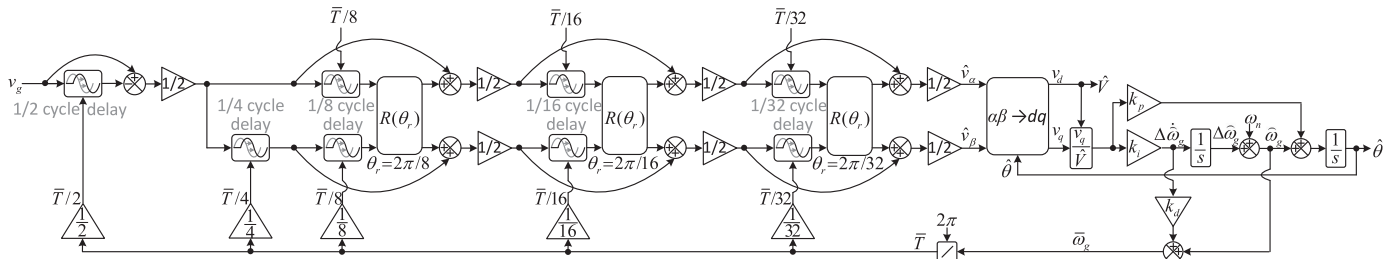 T̅/8
T̅/16
T̅/32
v_g
1/2
1/2
1/2
1/2
v̂_α
v_d
V̂
1/2 cycle delay
1/4 cycle delay
1/8 cycle delay
R(θ_r)
1/16 cycle delay
R(θ_r)
1/32 cycle delay
R(θ_r)
αβ→dq
k_p
v_q
v_q/V̂
k_i
Δω̇̂_g
1/s
Δω̂_g
ω_n
ω̂_g
1/s
θ̂
1/2
1/2
1/2
v̂_β
θ_r=2π/8
θ_r=2π/16
θ_r=2π/32
θ̂
T̅/2
T̅/4
T̅/8
T̅/16
T̅/32
k_d
1/2
1/4
1/8
1/16
1/32
2π
T̅
ω̅_g